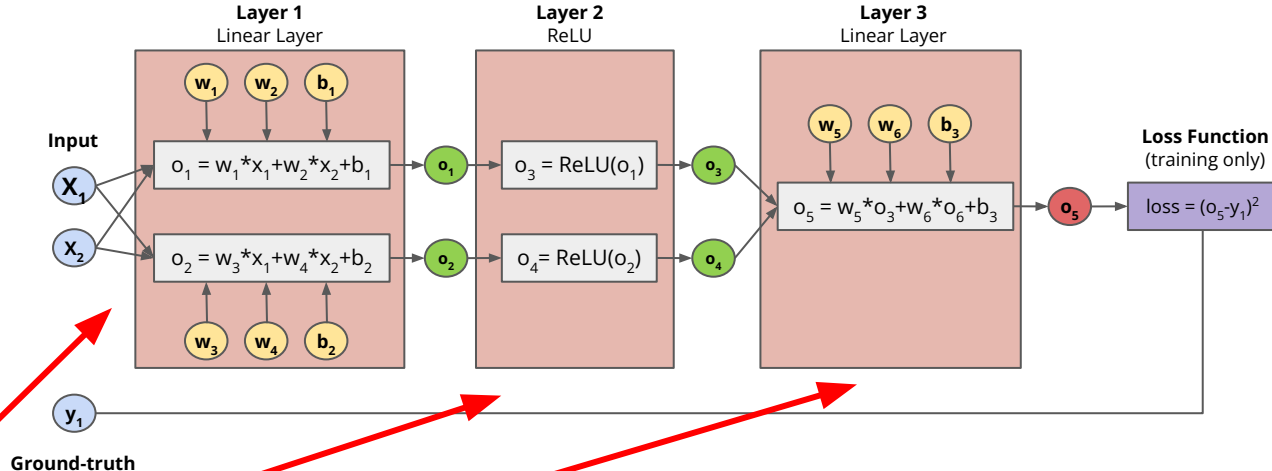 Layer 1
Linear Layer
Layer 2
ReLU
Layer 3
Linear Layer
w₁ w₂ b₁
w₅ w₆ b₃
Input
Loss Function
(training only)
X₁
o₁ = w₁*x₁+w₂*x₂+b₁
o₁
o₃ = ReLU(o₁)
o₃
o₅ = w₅*o₃+w₆*o₆+b₃
o₅
loss = (o₅-y₁)²
X₂
o₂ = w₃*x₁+w₄*x₂+b₂
o₂
o₄= ReLU(o₂)
o₄
w₃ w₄ b₂
y₁
Ground-truth